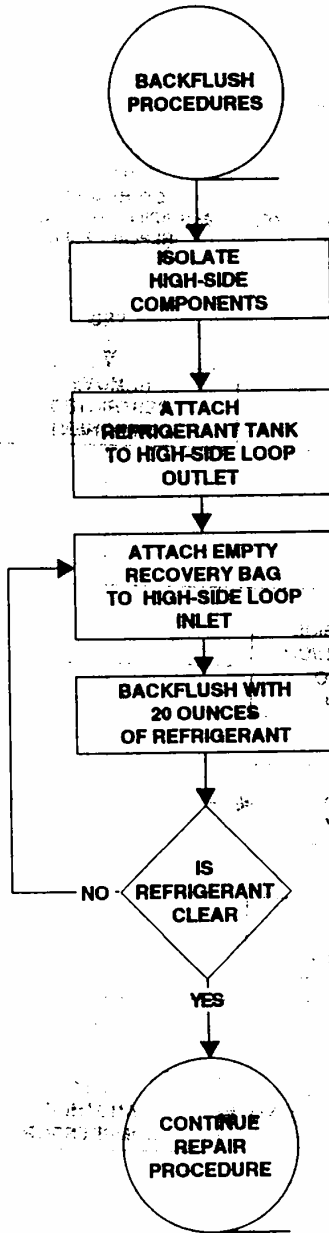 BACKFLUSH
PROCEDURES
ISOLATE
HIGH-SIDE
COMPONENTS
ATTACH
REFRIGERANT TANK
TO HIGH-SIDE LOOP
OUTLET
ATTACH EMPTY
RECOVERY BAG
TO HIGH-SIDE LOOP
INLET
BACKFLUSH WITH
20 OUNCES
OF REFRIGERANT
IS
REFRIGERANT
CLEAR
NO
YES
CONTINUE
REPAIR
PROCEDURE